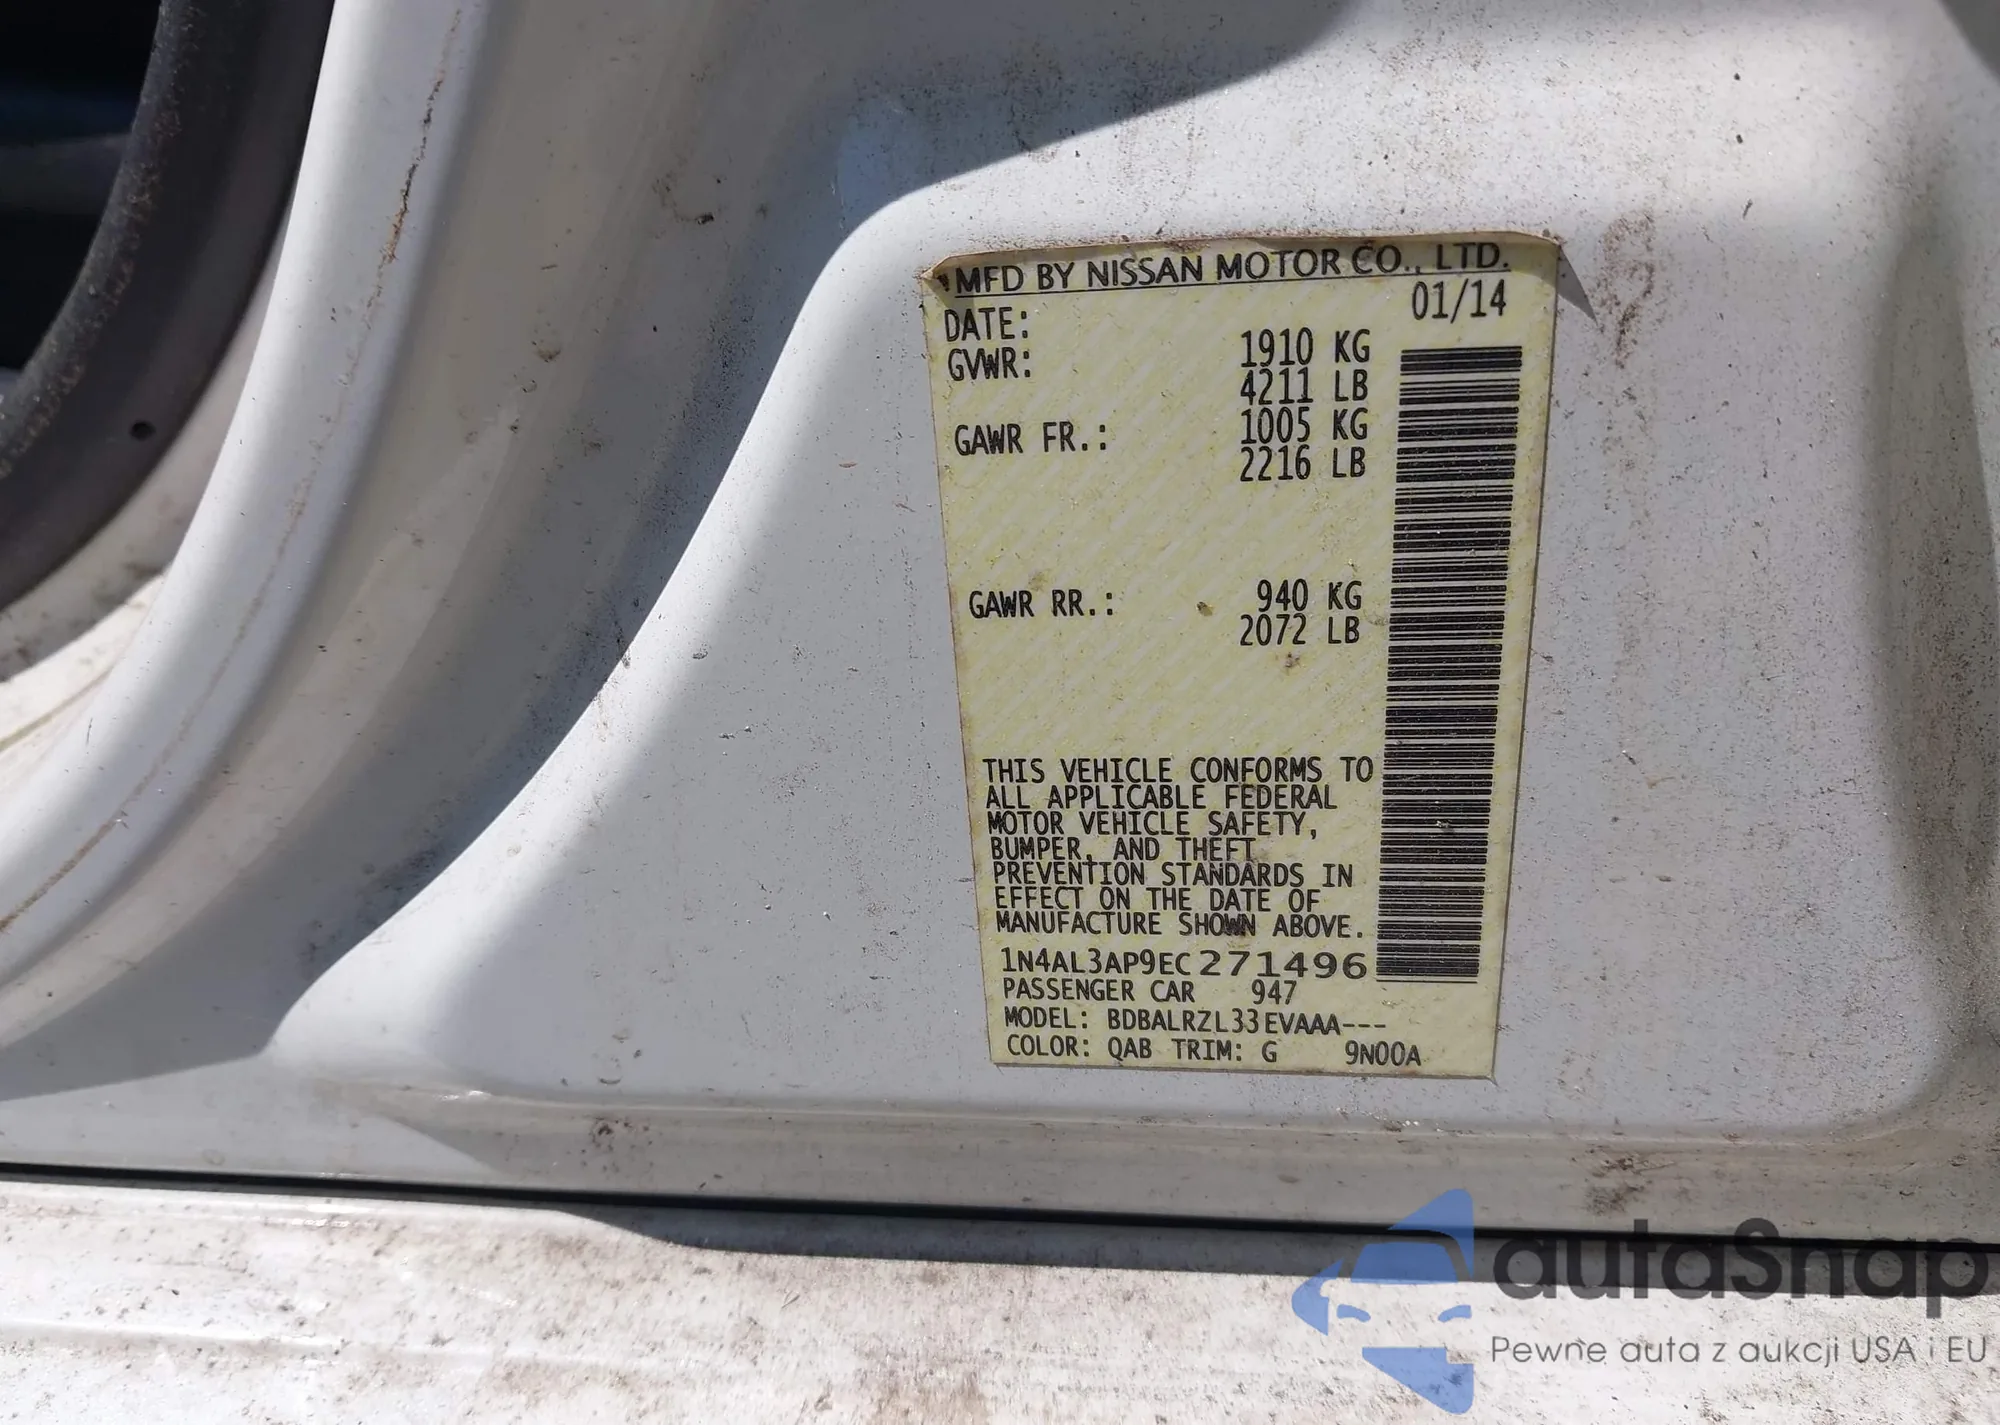 MFD BY NISSAN MOTOR CO., LTD.
DATE: 01/14
GVWR: 1910 KG
4211 LB
GAWR FR.: 1005 KG
2216 LB
GAWR RR.: 940 KG
2072 LB
THIS VEHICLE CONFORMS TO
ALL APPLICABLE FEDERAL
MOTOR VEHICLE SAFETY,
BUMPER, AND THEFT
PREVENTION STANDARDS IN
EFFECT ON THE DATE OF
MANUFACTURE SHOWN ABOVE.
1N4AL3AP9EC271496
PASSENGER CAR 947
MODEL: BDBALRZL33EVAAA---
COLOR: QAB TRIM: G 9N00A
autaSnap
Pewne auta z aukcji USA i EU